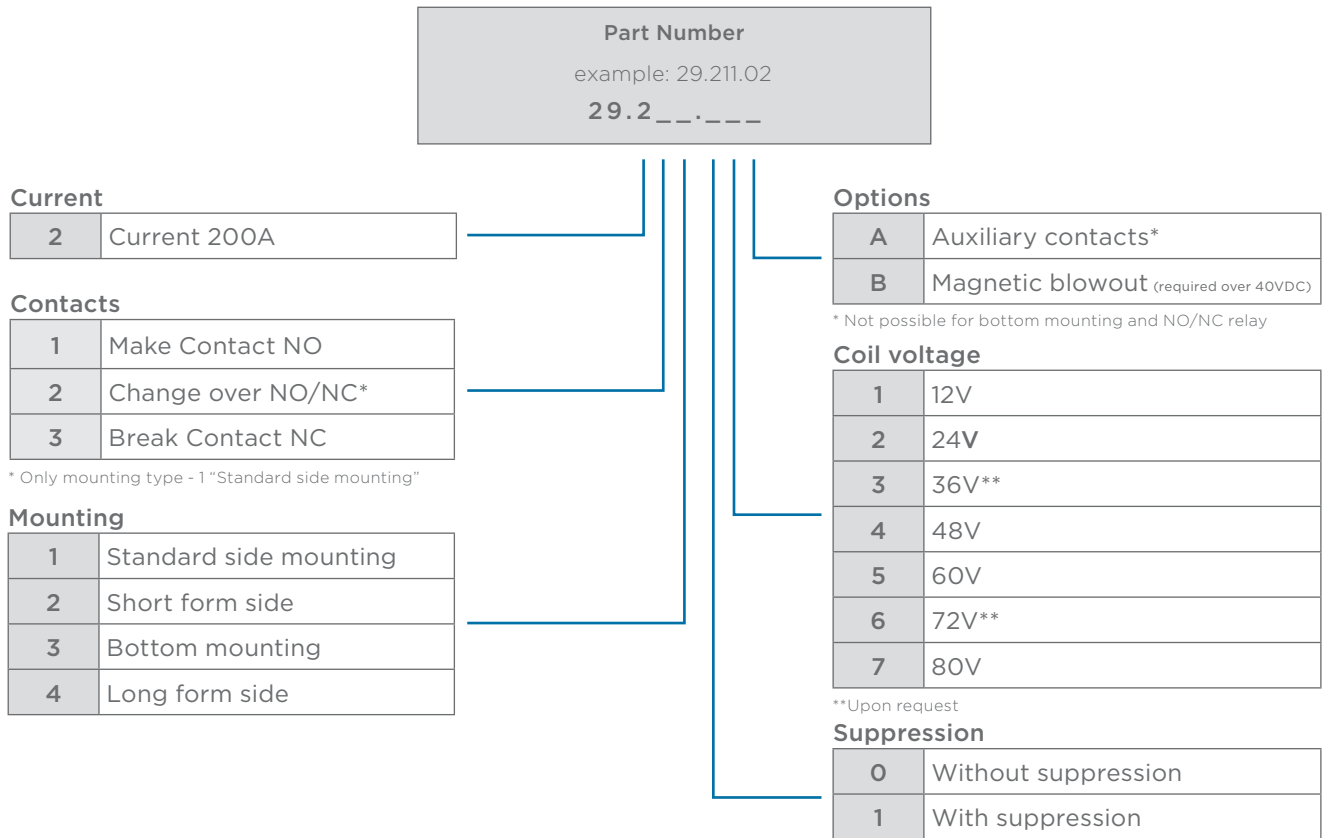 Part Number
example: 29.211.02
29.2__.___
Current
2 Current 200A
Contacts
1 Make Contact NO
2 Change over NO/NC*
3 Break Contact NC
* Only mounting type - 1 “Standard side mounting”
Mounting
1 Standard side mounting
2 Short form side
3 Bottom mounting
4 Long form side
Options
A Auxiliary contacts*
B Magnetic blowout (required over 40VDC)
* Not possible for bottom mounting and NO/NC relay
Coil voltage
1 12V
2 24V
3 36V**
4 48V
5 60V
6 72V**
7 80V
**Upon request
Suppression
0 Without suppression
1 With suppression